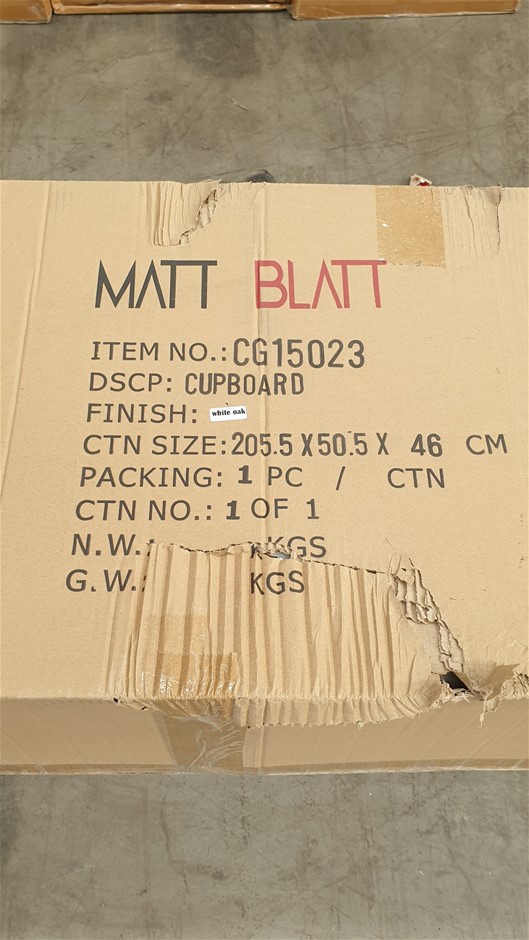 MATT BLATT
ITEM NO.: CG15023
DSCP: CUPBOARD
FINISH: white oak
CTN SIZE: 205.5 X 50.5 X 46 CM
PACKING: 1 PC / CTN
CTN NO.: 1 OF 1
N.W.: KGS
G.W.: KGS